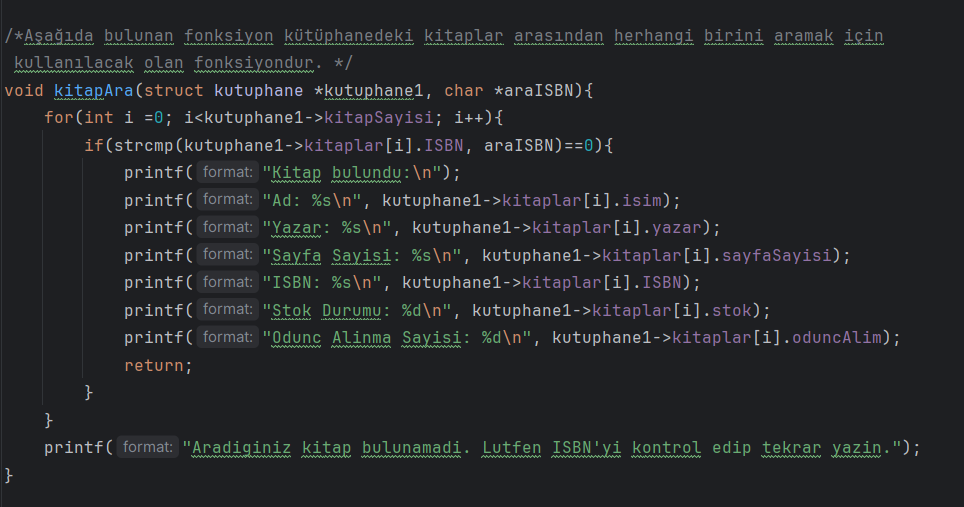 /*Aşağıda bulunan fonksiyon kütüphanedeki kitaplar arasından herhangi birini aramak için
kullanılacak olan fonksiyondur. */
void kitapAra(struct kutuphane *kutuphane1, char *araISBN){
for(int i =0; i<kutuphane1->kitapSayisi; i++){
if(strcmp(kutuphane1->kitaplar[i].ISBN, araISBN)==0){
printf( format: "Kitap bulundu:\n");
printf( format: "Ad: %s\n", kutuphane1->kitaplar[i].isim);
printf( format: "Yazar: %s\n", kutuphane1->kitaplar[i].yazar);
printf( format: "Sayfa Sayisi: %s\n", kutuphane1->kitaplar[i].sayfaSayisi);
printf( format: "ISBN: %s\n", kutuphane1->kitaplar[i].ISBN);
printf( format: "Stok Durumu: %d\n", kutuphane1->kitaplar[i].stok);
printf( format: "Odunc Alinma Sayisi: %d\n", kutuphane1->kitaplar[i].oduncAlim);
return;
}
}
printf( format: "Aradiginiz kitap bulunamadi. Lutfen ISBN'yi kontrol edip tekrar yazin.");
}